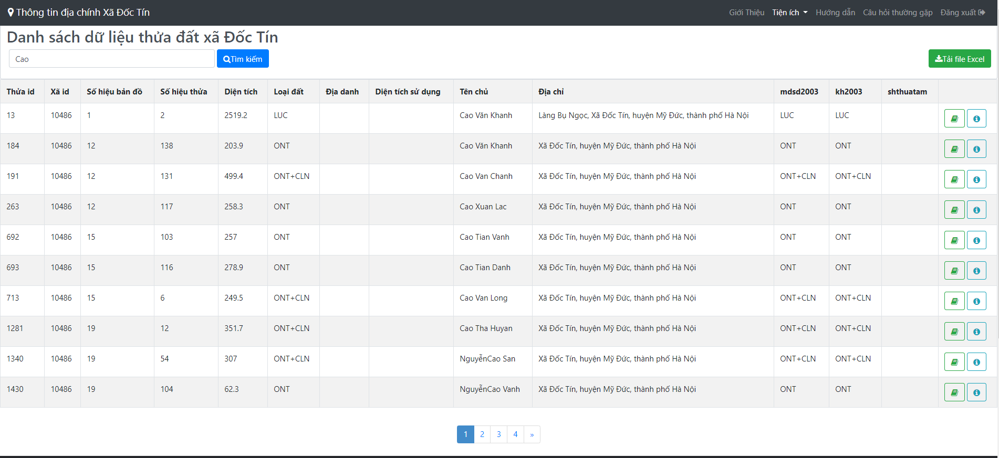 Thông tin địa chính Xã Đốc Tín Giới Thiệu Tiện ích Hướng dẫn Câu hỏi thường gặp Đăng xuất
Danh sách dữ liệu thửa đất xã Đốc Tín
Cao Tìm kiếm Tải file Excel
Thửa id Xã id Số hiệu bản đồ Số hiệu thửa Diện tích Loại đất Địa danh Diện tích sử dụng Tên chủ Địa chỉ mdsd2003 kh2003 shthuatam
13 10486 1 2 2519.2 LUC Cao Văn Khanh Làng Bụ Ngọc, Xã Đốc Tín, huyện Mỹ Đức, thành phố Hà Nội LUC LUC
184 10486 12 138 203.9 ONT Cao Văn Khanh Xã Đốc Tín, huyện Mỹ Đức, thành phố Hà Nội ONT ONT
191 10486 12 131 499.4 ONT+CLN Cao Van Chanh Xã Đốc Tín, huyện Mỹ Đức, thành phố Hà Nội ONT+CLN ONT+CLN
263 10486 12 117 258.3 ONT Cao Xuan Lac Xã Đốc Tín, huyện Mỹ Đức, thành phố Hà Nội ONT ONT
692 10486 15 103 257 ONT Cao Tian Vanh Xã Đốc Tín, huyện Mỹ Đức, thành phố Hà Nội ONT ONT
693 10486 15 116 278.9 ONT Cao Tian Danh Xã Đốc Tín, huyện Mỹ Đức, thành phố Hà Nội ONT ONT
713 10486 15 6 249.5 ONT+CLN Cao Van Long Xã Đốc Tín, huyện Mỹ Đức, thành phố Hà Nội ONT+CLN ONT+CLN
1281 10486 19 12 351.7 ONT+CLN Cao Tha Huyan Xã Đốc Tín, huyện Mỹ Đức, thành phố Hà Nội ONT+CLN ONT+CLN
1340 10486 19 54 307 ONT+CLN NguyễnCao San Xã Đốc Tín, huyện Mỹ Đức, thành phố Hà Nội ONT+CLN ONT+CLN
1430 10486 19 104 62.3 ONT NguyễnCao Vanh Xã Đốc Tín, huyện Mỹ Đức, thành phố Hà Nội ONT ONT
1 2 3 4 »